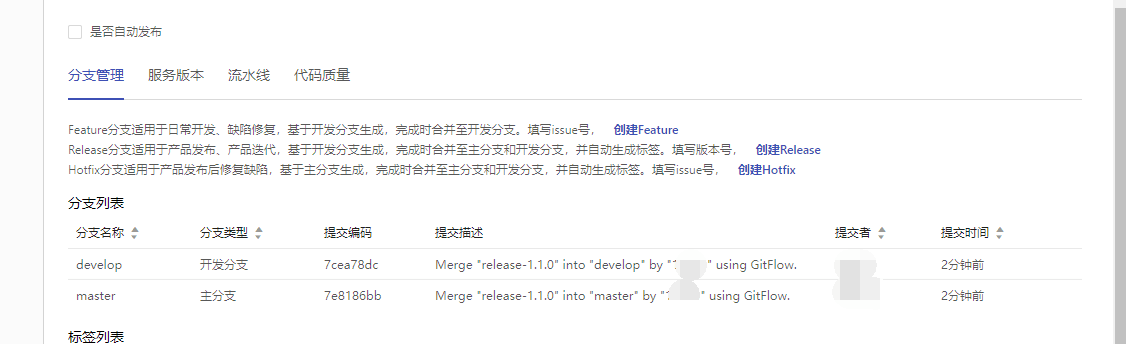 是否自动发布
分支管理 服务版本 流水线 代码质量
Feature分支适用于日常开发、缺陷修复，基于开发分支生成，完成时合并至开发分支。填写issue号， 创建Feature
Release分支适用于产品发布、产品迭代，基于开发分支生成，完成时合并至主分支和开发分支，并自动生成标签。填写版本号， 创建Release
Hotfix分支适用于产品发布后修复缺陷，基于主分支生成，完成时合并至主分支和开发分支，并自动生成标签。填写issue号， 创建Hotfix
分支列表
分支名称 分支类型 提交编码 提交描述 提交者 提交时间
develop 开发分支 7cea78dc Merge "release-1.1.0" into "develop" by " " using GitFlow. 2分钟前
master 主分支 7e8186bb Merge "release-1.1.0" into "master" by " " using GitFlow. 2分钟前
标签列表